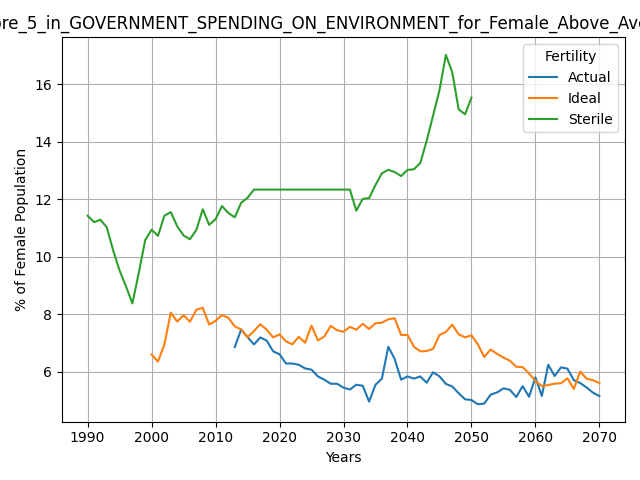 ore_5_in_GOVERNMENT_SPENDING_ON_ENVIRONMENT_for_Female_Above_Ave
Fertility
Actual
Ideal
Sterile
% of Female Population
16
14
12
10
8
6
1990 2000 2010 2020 2030 2040 2050 2060 2070
Years